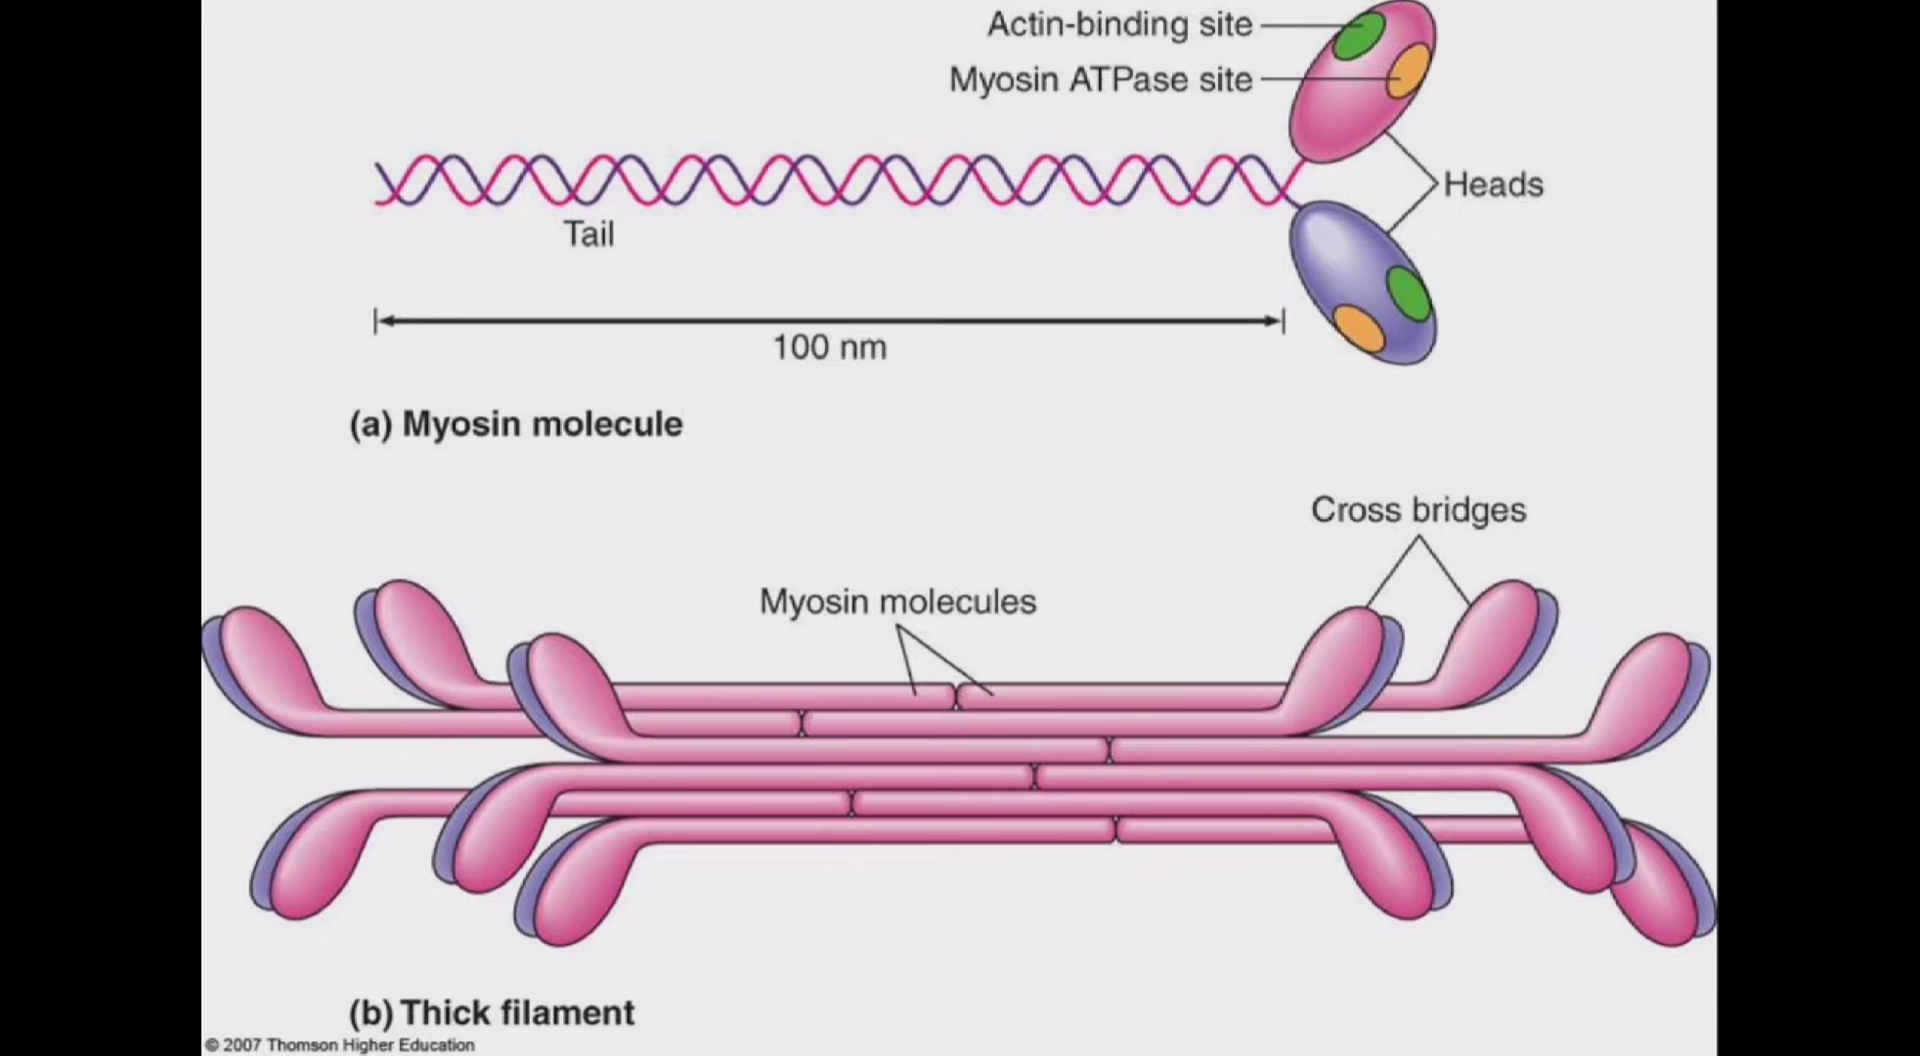 Actin-binding site
Myosin ATPase site
Heads
Tail
100 nm
(a) Myosin molecule
Cross bridges
Myosin molecules
(b) Thick filament
© 2007 Thomson Higher Education